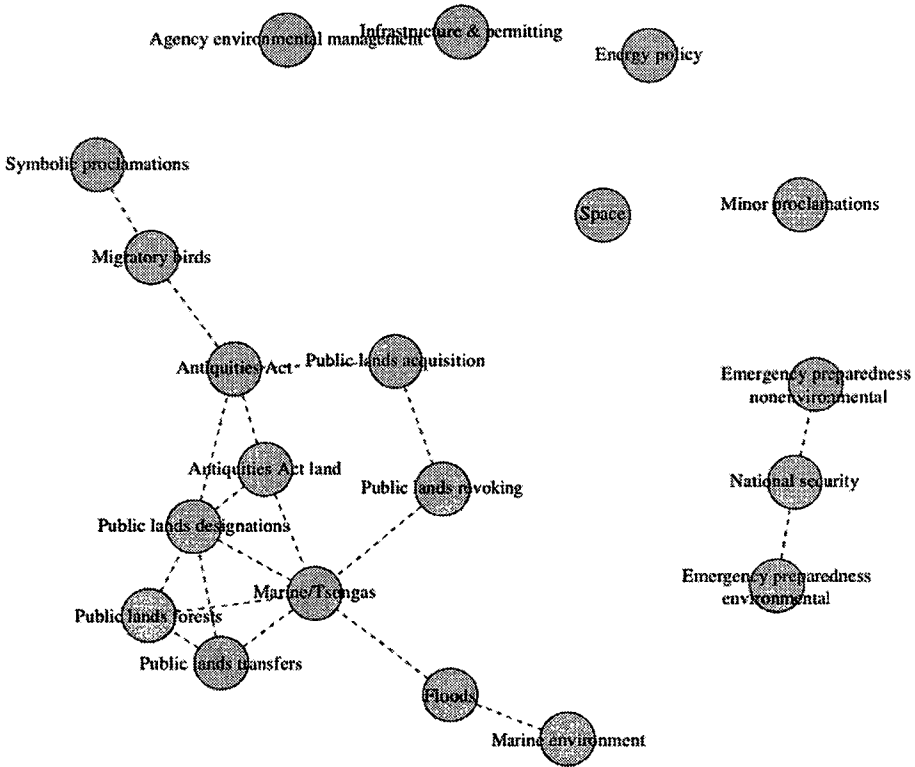 Agency environmental management
Infrastructure & permitting
Energy policy
Symbolic proclamations
Space
Minor proclamations
Migratory birds
Antiquities Act
Public lands acquisition
Emergency preparedness
nonenvironmental
Antiquities Act land
Public lands revoking
National security
Public lands designations
Emergency preparedness
environmental
Marine/Tsongas
Public lands forests
Public lands transfers
Floods
Marine environment